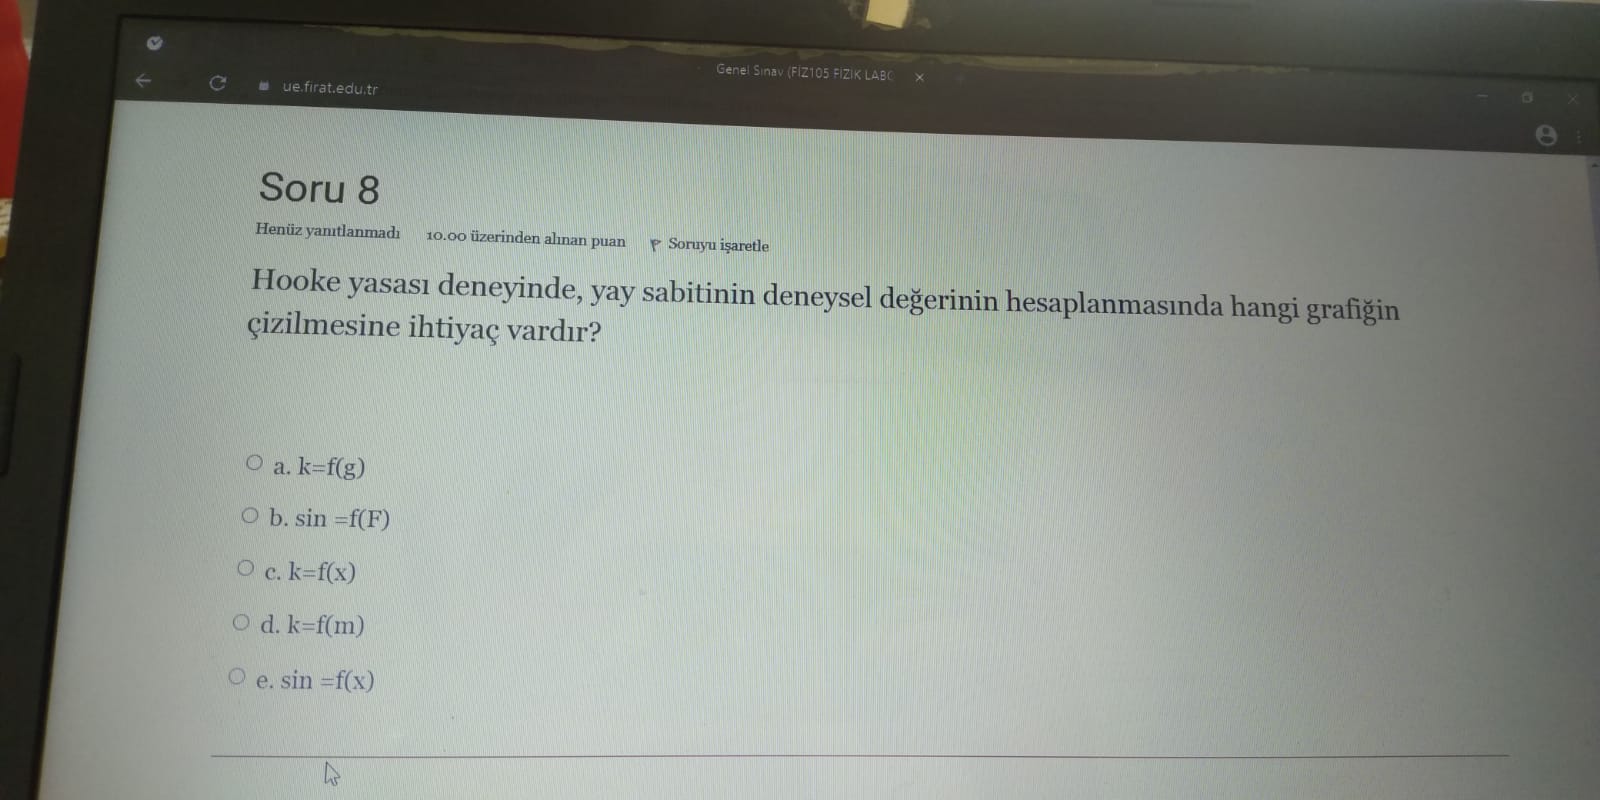 Genel Sınav (FİZ105 FİZİK LABO
ue.firat.edu.tr
Soru 8
Henüz yanıtlanmadı 10.00 üzerinden alınan puan Soruyu işaretle
Hooke yasası deneyinde, yay sabitinin deneysel değerinin hesaplanmasında hangi grafiğin
çizilmesine ihtiyaç vardır?
a. k=f(g)
b. sin =f(F)
c. k=f(x)
d. k=f(m)
e. sin =f(x)